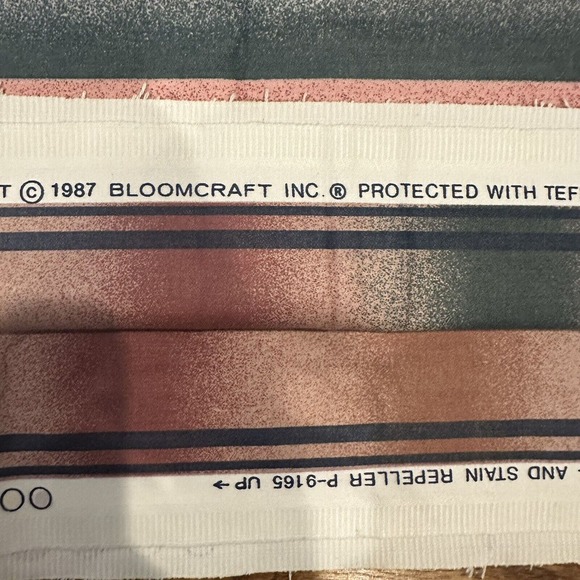 T © 1987 BLOOMCRAFT INC.® PROTECTED WITH TEF
AND STAIN REPELLER P-9165 UP→